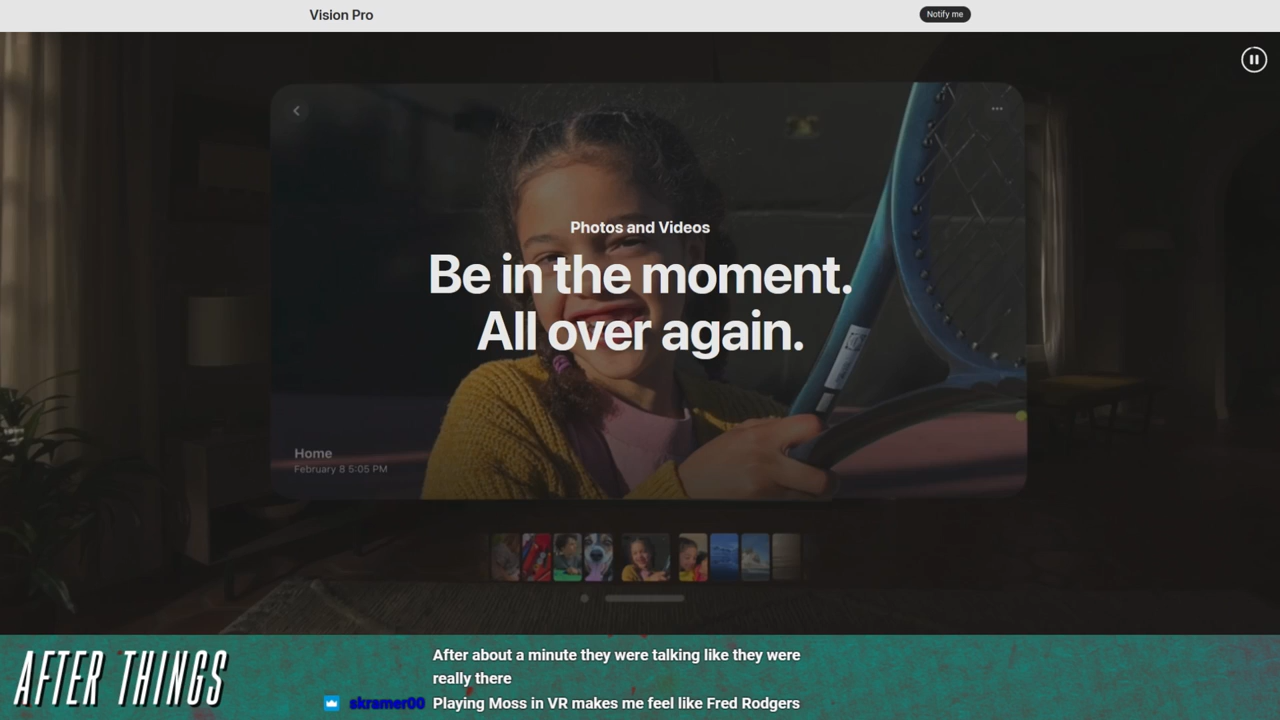 Vision Pro
Notify me
Photos and Videos
Be in the moment.
All over again.
Home
February 8 5:05 PM
AFTER THINGS
After about a minute they were talking like they were
really there
skramer00 Playing Moss in VR makes me feel like Fred Rodgers